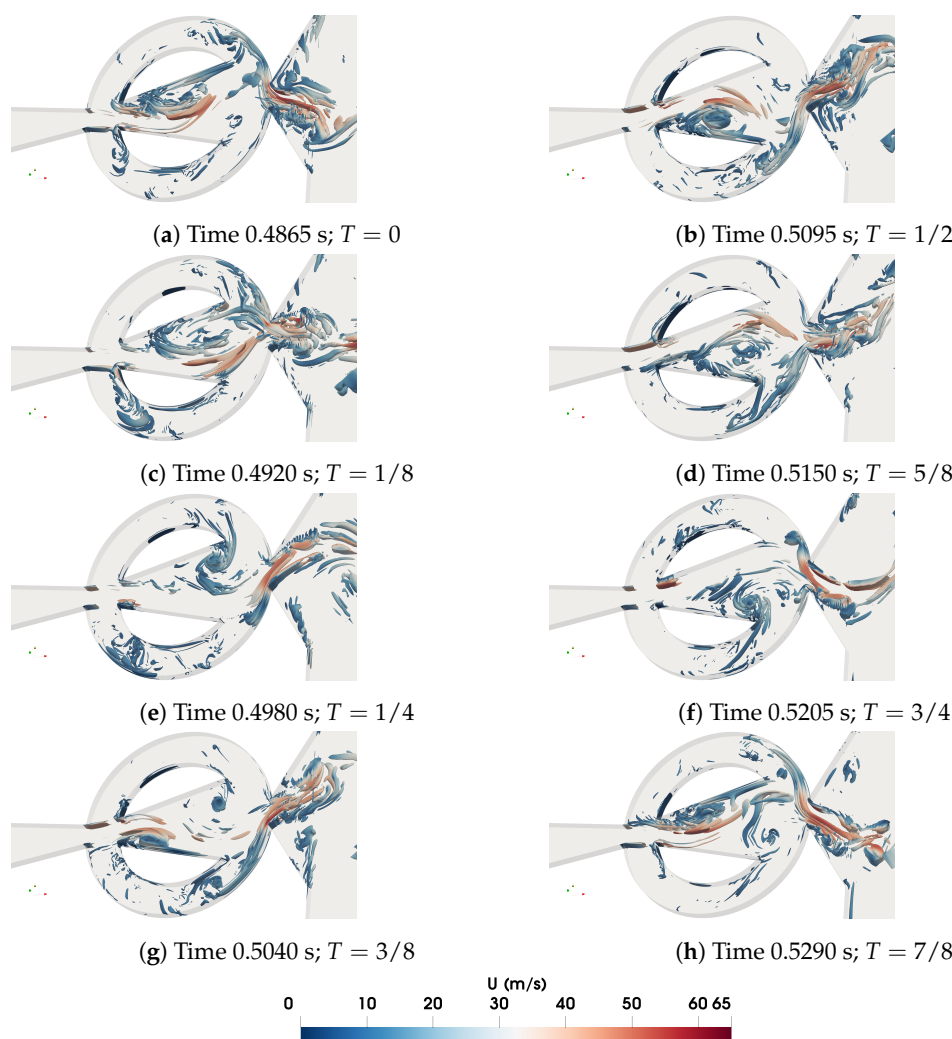 (a) Time 0.4865 s; T = 0
(b) Time 0.5095 s; T = 1/2
(c) Time 0.4920 s; T = 1/8
(d) Time 0.5150 s; T = 5/8
(e) Time 0.4980 s; T = 1/4
(f) Time 0.5205 s; T = 3/4
(g) Time 0.5040 s; T = 3/8
(h) Time 0.5290 s; T = 7/8
U (m/s)
0 10 20 30 40 50 60 65